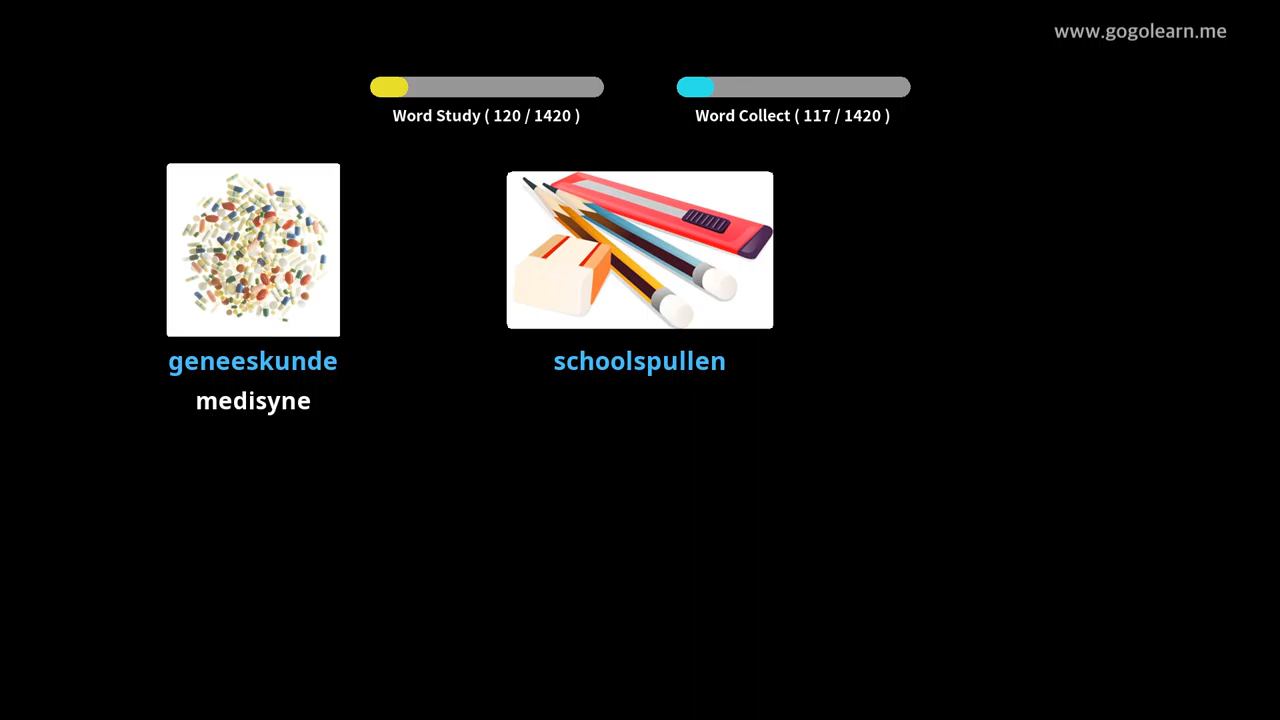 www.gogolearn.me
Word Study ( 120 / 1420 )
Word Collect ( 117 / 1420 )
geneeskunde
medisyne
schoolspullen